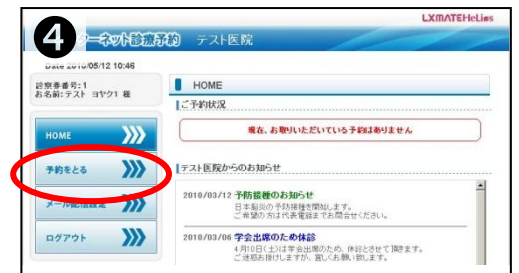 LXMATEHeLios
❹
ーネット診療予約 テスト医院
Date 2010/05/12 10:46
診察券番号:1
お名前:テスト ヨヤク1 様
HOME
ご予約状況
現在、お取りいただいている予約はありません
HOME
予約をとる
メール配信設定
ログアウト
テスト医院からのお知らせ
2010/03/12 予防接種のお知らせ
日本脳炎の予防接種を開始します。
ご希望の方は代表電話までお問合せください。
2010/03/06 学会出席のため休診
4月10日(土)は学会出席のため、休診とさせて頂きます。
ご迷惑お掛けしますが、宜しくお願い致します。